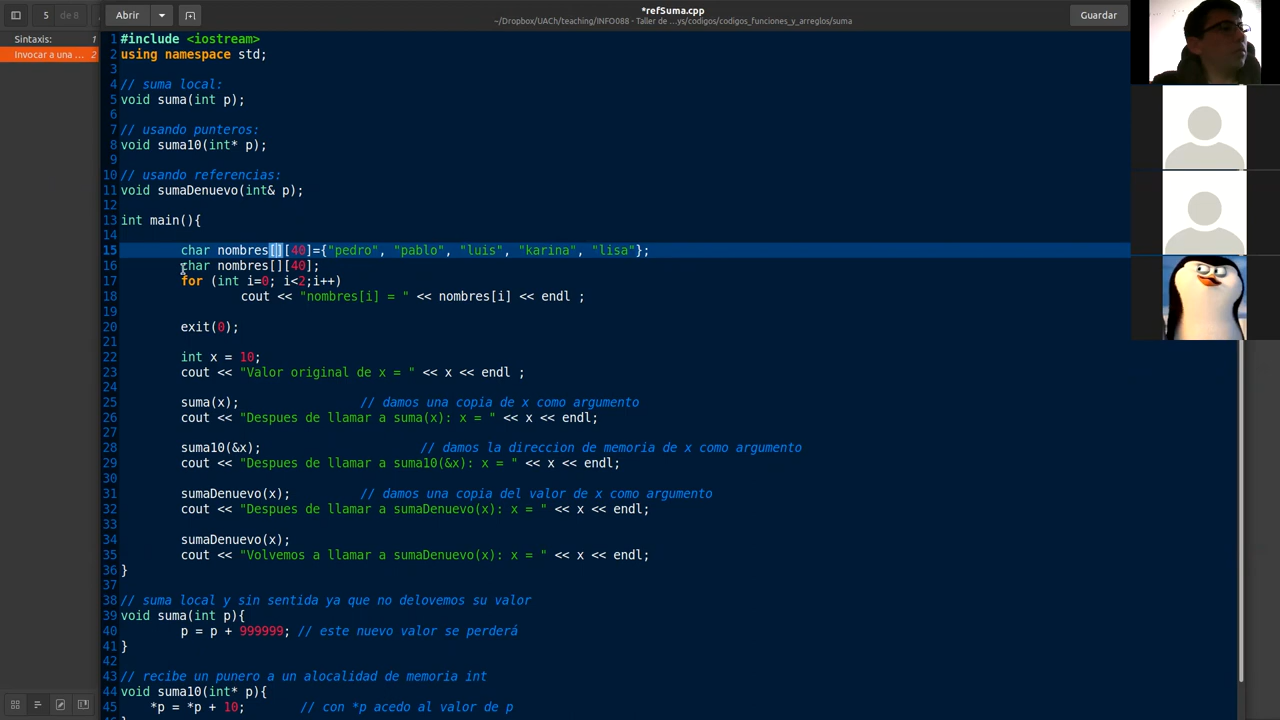 5 de 8
Abrir
*refSuma.cpp
~/Dropbox/UACh/teaching/INFO088 - Taller de ...ys/codigos/codigos_funciones_y_arreglos/suma
Guardar
Sintaxis: 1
Invocar a una ... 2
1 #include <iostream>
2 using namespace std;
3
4 // suma local:
5 void suma(int p);
6
7 // usando punteros:
8 void suma10(int* p);
9
10 // usando referencias:
11 void sumaDenuevo(int& p);
12
13 int main(){
14
15 char nombres[][40]={"pedro", "pablo", "luis", "karina", "lisa"};
16 char nombres[][40];
17 for (int i=0; i<2;i++)
18 cout << "nombres[i] = " << nombres[i] << endl ;
19
20 exit(0);
21
22 int x = 10;
23 cout << "Valor original de x = " << x << endl ;
24
25 suma(x); // damos una copia de x como argumento
26 cout << "Despues de llamar a suma(x): x = " << x << endl;
27
28 suma10(&x); // damos la direccion de memoria de x como argumento
29 cout << "Despues de llamar a suma10(&x): x = " << x << endl;
30
31 sumaDenuevo(x); // damos una copia del valor de x como argumento
32 cout << "Despues de llamar a sumaDenuevo(x): x = " << x << endl;
33
34 sumaDenuevo(x);
35 cout << "Volvemos a llamar a sumaDenuevo(x): x = " << x << endl;
36 }
37
38 // suma local y sin sentida ya que no delovemos su valor
39 void suma(int p){
40 p = p + 999999; // este nuevo valor se perderá
41 }
42
43 // recibe un punero a un alocalidad de memoria int
44 void suma10(int* p){
45 *p = *p + 10; // con *p acedo al valor de p